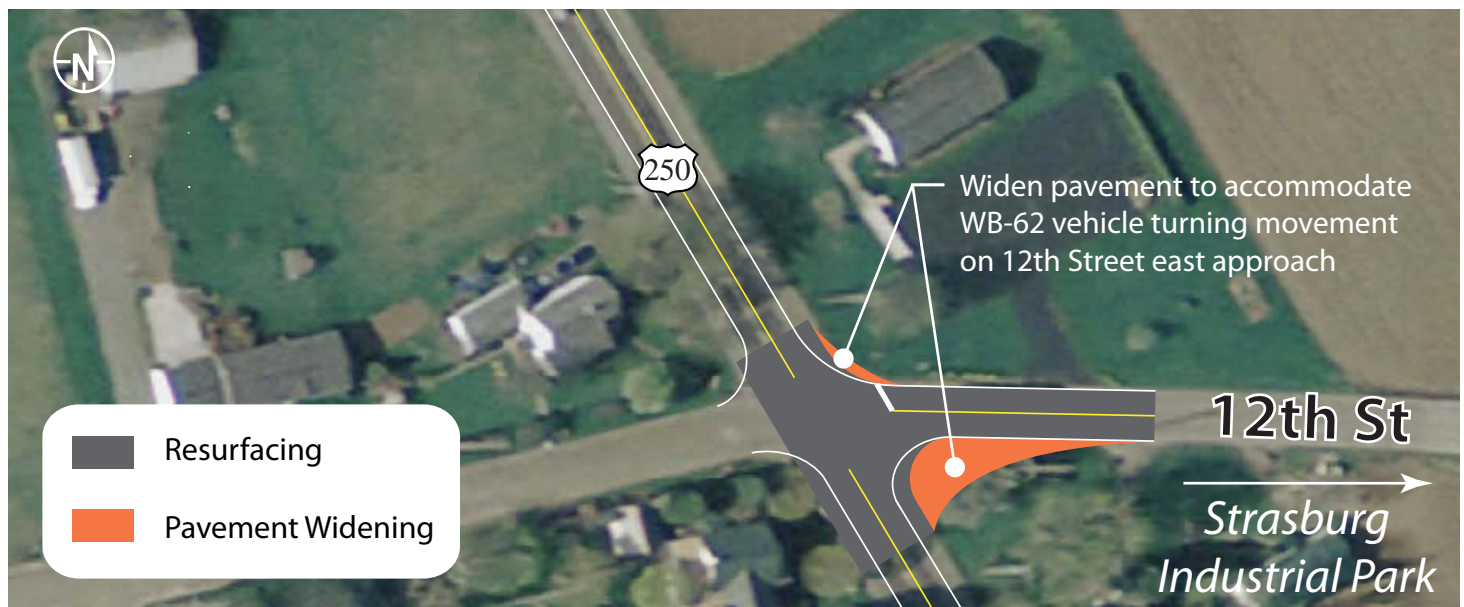 N
250
Widen pavement to accommodate
WB-62 vehicle turning movement
on 12th Street east approach
12th St
Strasburg
Industrial Park
Resurfacing
Pavement Widening